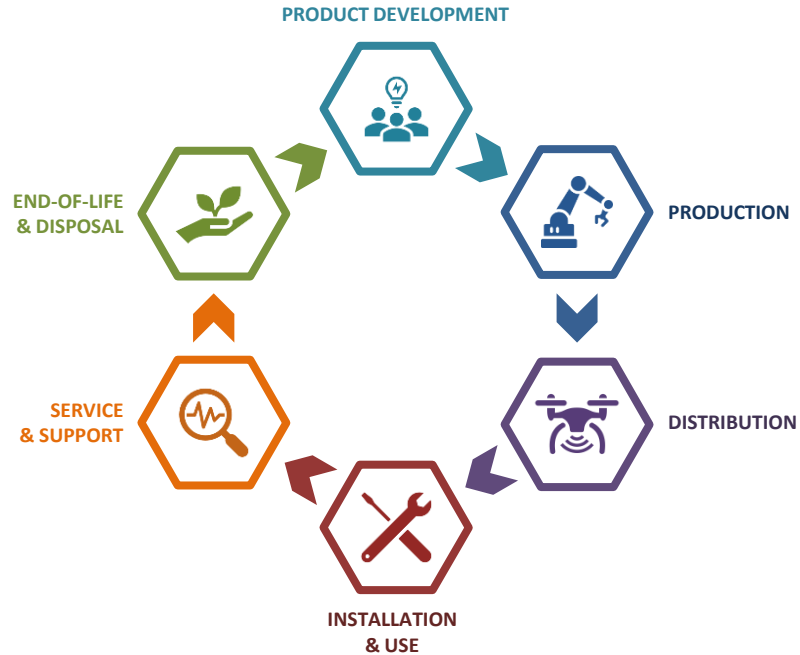 PRODUCT DEVELOPMENT
PRODUCTION
DISTRIBUTION
INSTALLATION
& USE
SERVICE
& SUPPORT
END-OF-LIFE
& DISPOSAL